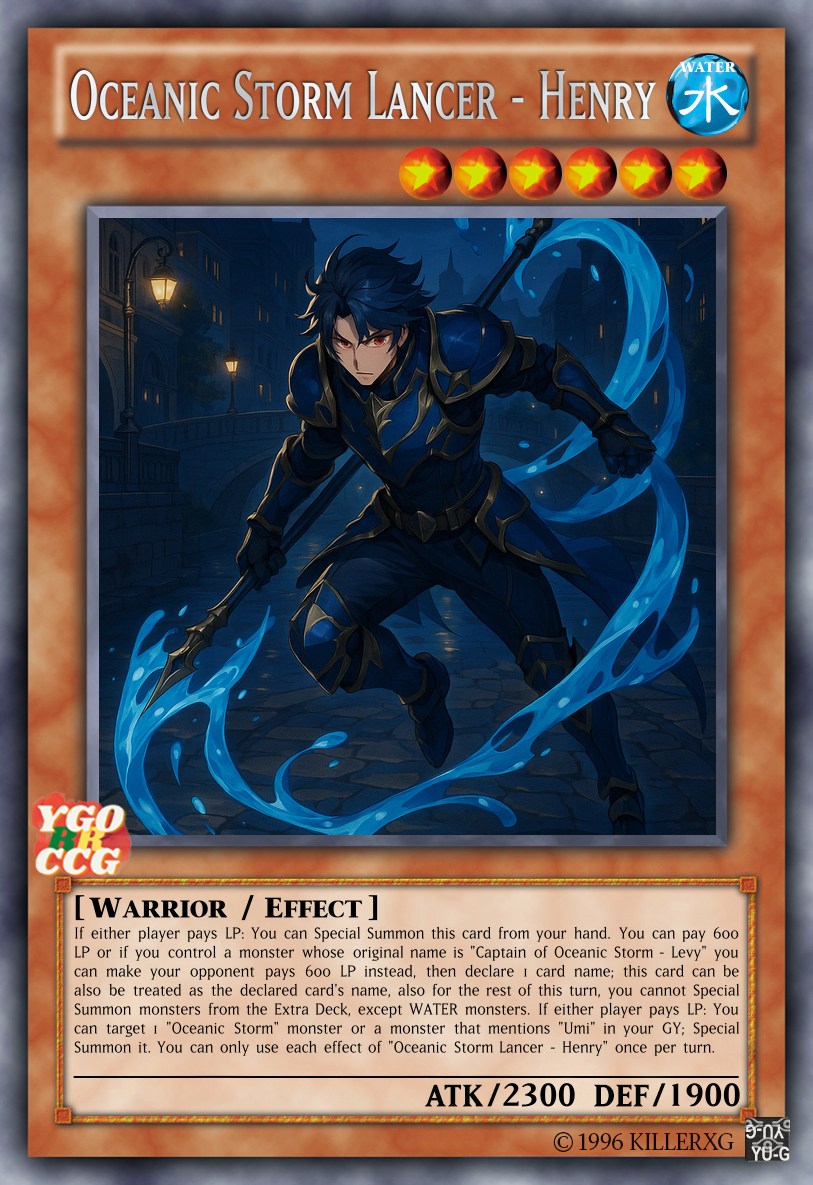 OCEANIC STORM LANCER - HENRY
WATER
水
YGO
BR
CCG
[ WARRIOR / EFFECT ]
If either player pays LP: You can Special Summon this card from your hand. You can pay 600
LP or if you control a monster whose original name is "Captain of Oceanic Storm - Levy" you
can make your opponent pays 600 LP instead, then declare 1 card name; this card can be
also be treated as the declared card's name, also for the rest of this turn, you cannot Special
Summon monsters from the Extra Deck, except WATER monsters. If either player pays LP: You
can target 1 "Oceanic Storm" monster or a monster that mentions "Umi" in your GY; Special
Summon it. You can only use each effect of "Oceanic Storm Lancer - Henry" once per turn.
ATK/2300 DEF/1900
© 1996 KILLERXG
YU-G
YU-G